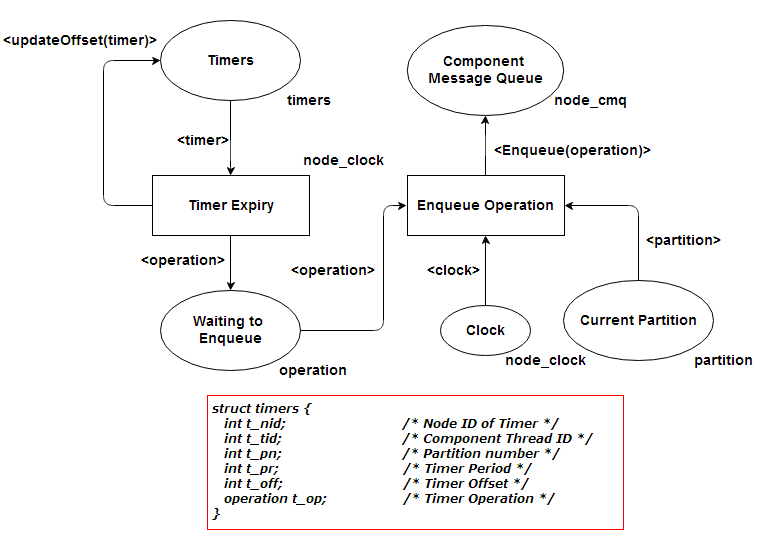 <updateOffset(timer)>
Timers
timers
<timer>
node_clock
Timer Expiry
<operation>
Waiting to
Enqueue
operation
<operation>
Component
Message Queue
node_cmq
<Enqueue(operation)>
Enqueue Operation
<clock>
Clock
node_clock
<partition>
Current Partition
partition
struct timers {
int t_nid; /* Node ID of Timer */
int t_tid; /* Component Thread ID */
int t_pn; /* Partition number */
int t_pr; /* Timer Period */
int t_off; /* Timer Offset */
operation t_op; /* Timer Operation */
}